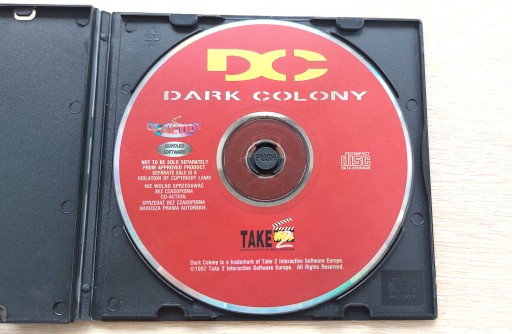 DC
DARK COLONY
BUNDLED
SOFTWARE
NOT TO BE SOLD SEPARATELY
FROM APPROVED PRODUCT.
SEPARATE SALE IS A
VIOLATION OF COPYRIGHT LAWS
NIE WOLNO SPRZEDAWAĆ
BEZ CZASOPISMA
CD-ACTION.
SPRZEDAŻ BEZ CZASOPISMA
NARUSZA PRAWA AUTORSKIE.
PUSH
COMPACT
disc
DATA STORAGE
TAKE 2
Dark Colony is a trademark of Take 2 Interactive Software Europe.
©1997 Take 2 Interactive Software Europe. All Rights Reserved.